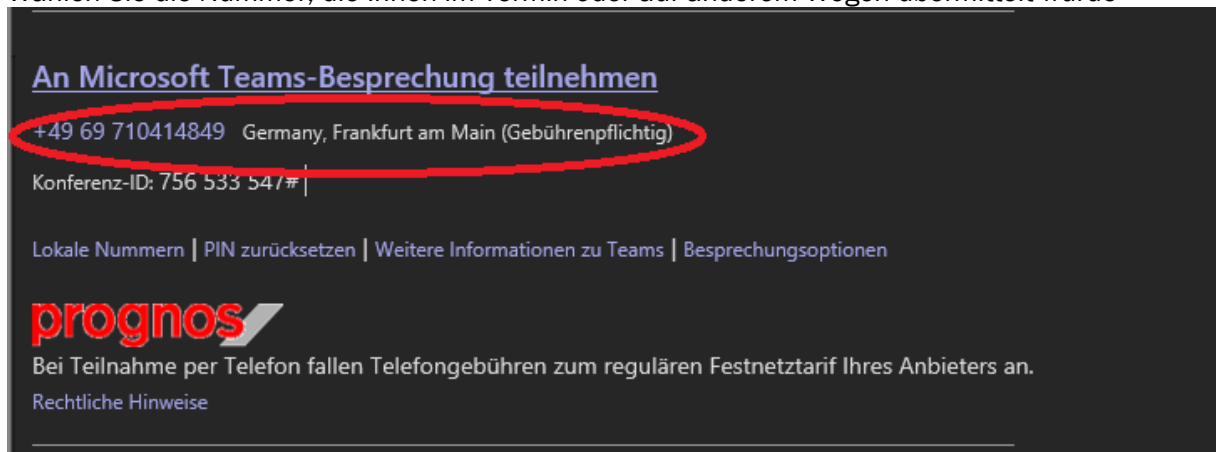 An Microsoft Teams-Besprechung teilnehmen
+49 69 710414849 Germany, Frankfurt am Main (Gebührenpflichtig)
Konferenz-ID: 756 533 547#
Lokale Nummern | PIN zurücksetzen | Weitere Informationen zu Teams | Besprechungsoptionen
prognos
Bei Teilnahme per Telefon fallen Telefongebühren zum regulären Festnetztarif Ihres Anbieters an.
Rechtliche Hinweise